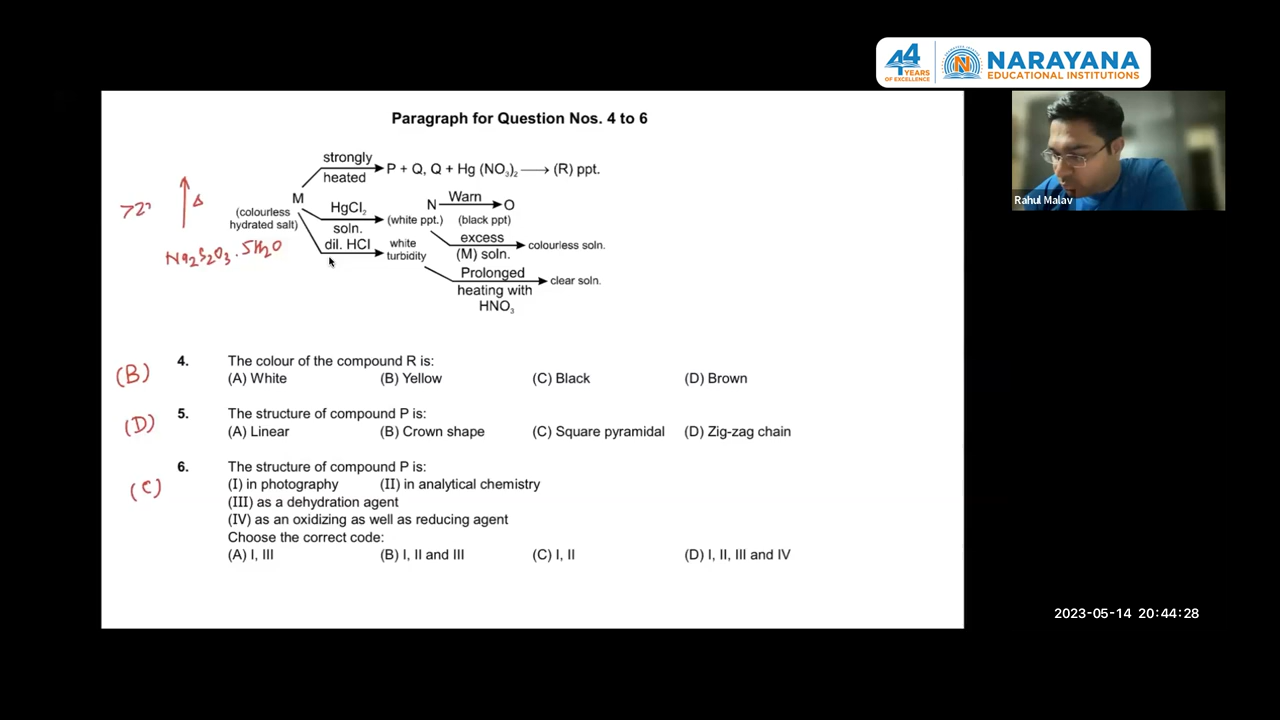 44
YEARS
OF EXCELLENCE
NARAYANA
EDUCATIONAL INSTITUTIONS
Rahul Malav
Paragraph for Question Nos. 4 to 6
strongly
heated
P + Q, Q + Hg (NO3)2 ⟶ (R) ppt.
M
(colourless
hydrated salt)
HgCl2
soln.
N Warn O
(white ppt.) (black ppt)
dil. HCl
white
turbidity
excess
(M) soln.
colourless soln.
Prolonged
heating with
HNO3
clear soln.
Δ
Na2S2O3.5H2O
(B) 4. The colour of the compound R is:
(A) White (B) Yellow (C) Black (D) Brown
(D) 5. The structure of compound P is:
(A) Linear (B) Crown shape (C) Square pyramidal (D) Zig-zag chain
(C) 6. The structure of compound P is:
(I) in photography (II) in analytical chemistry
(III) as a dehydration agent
(IV) as an oxidizing as well as reducing agent
Choose the correct code:
(A) I, III (B) I, II and III (C) I, II (D) I, II, III and IV
2023-05-14 20:44:28